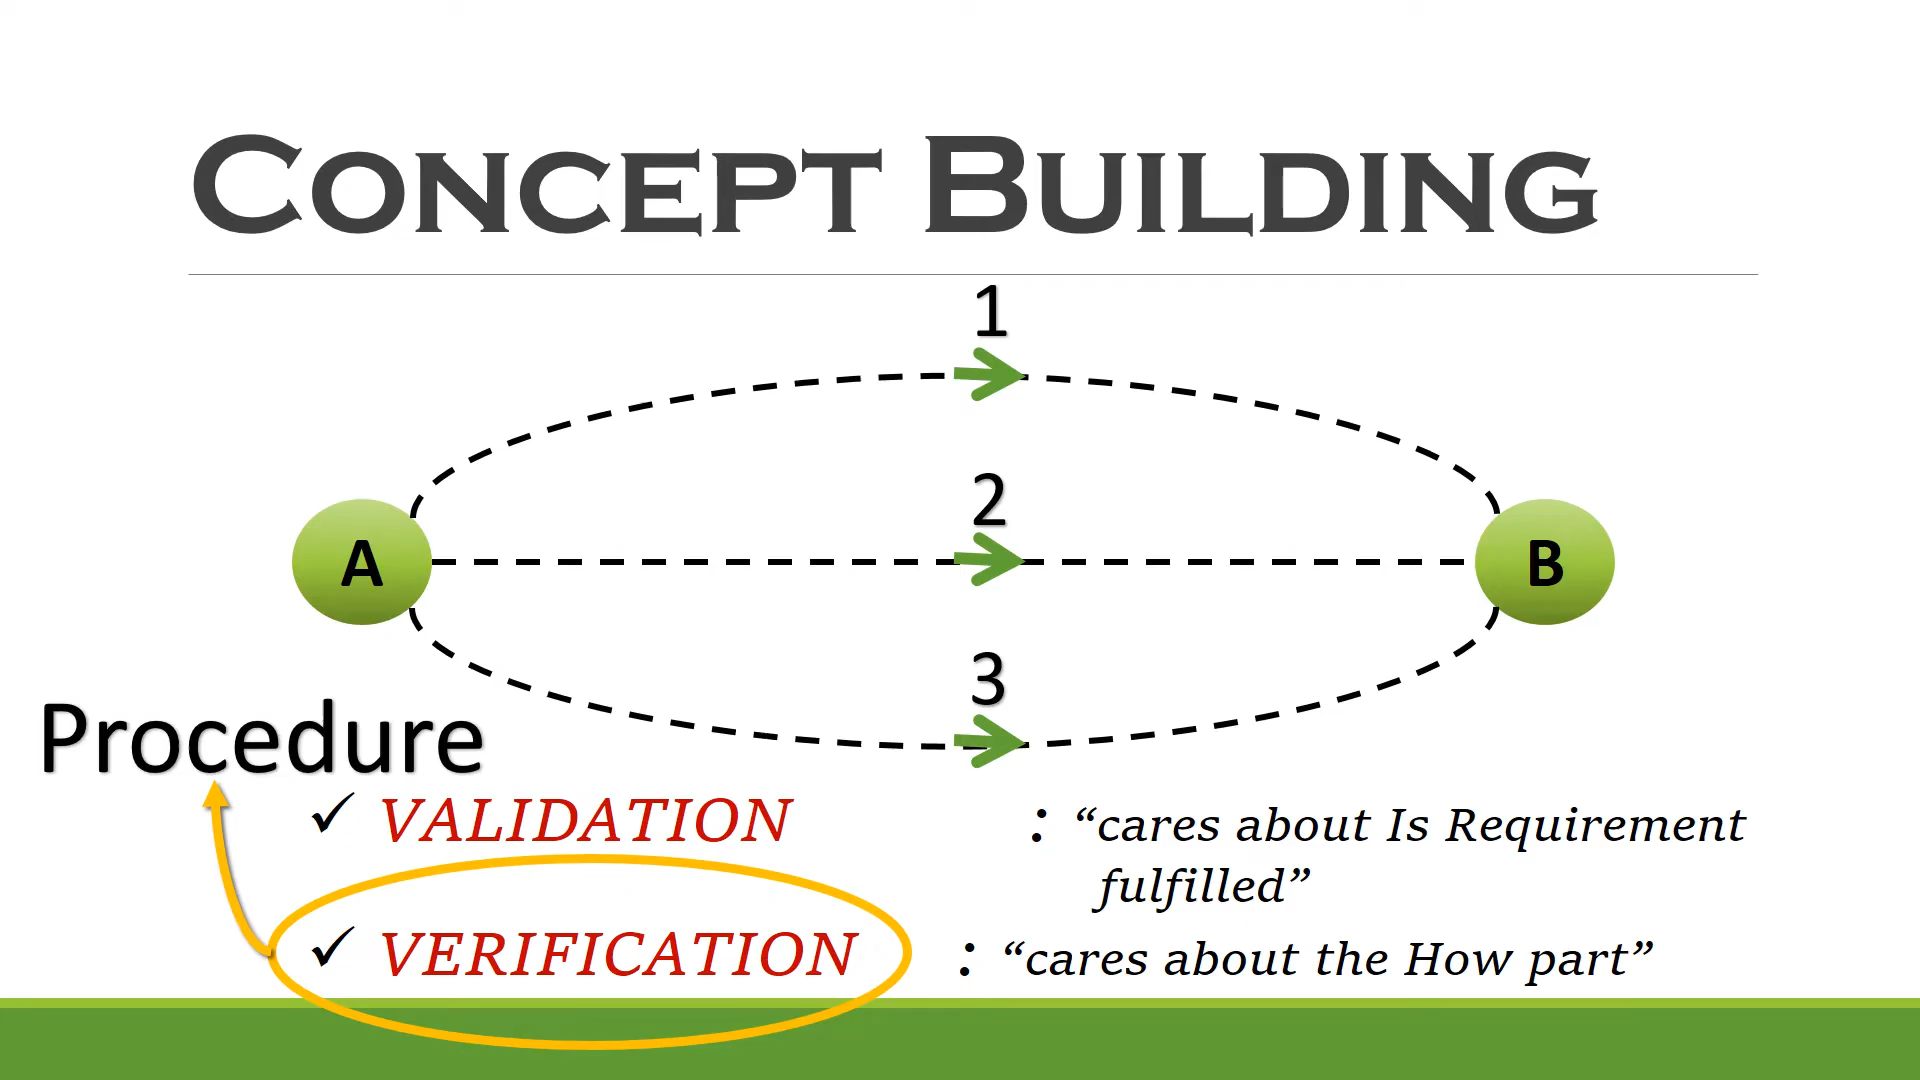 CONCEPT BUILDING
1
2
A
B
3
Procedure
✓ VALIDATION : “cares about Is Requirement
fulfilled”
✓ VERIFICATION : “cares about the How part”